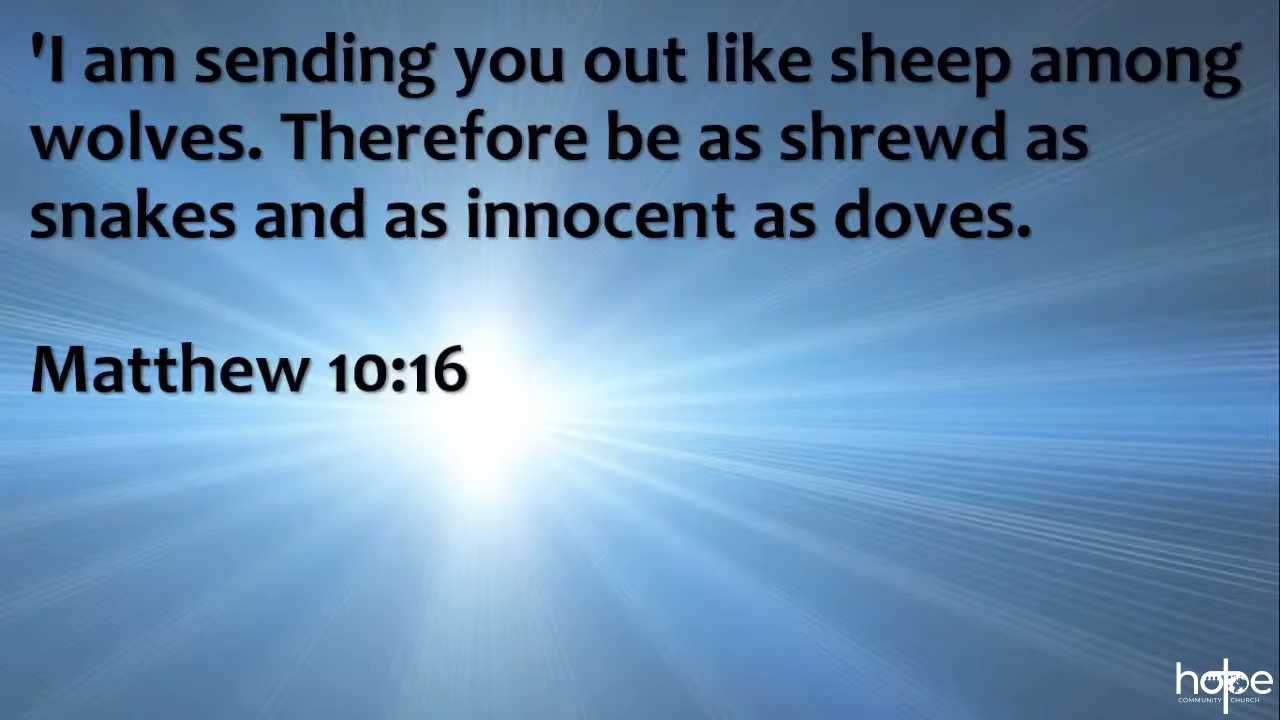 'I am sending you out like sheep among
wolves. Therefore be as shrewd as
snakes and as innocent as doves.
Matthew 10:16
hope
COMMUNITY CHURCH